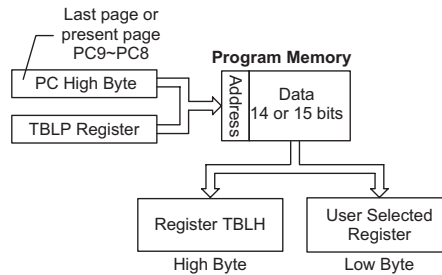 Last page or
present page
PC9~PC8
Program Memory
PC High Byte
TBLP Register
Address
Data
14 or 15 bits
Register TBLH
User Selected
Register
High Byte
Low Byte